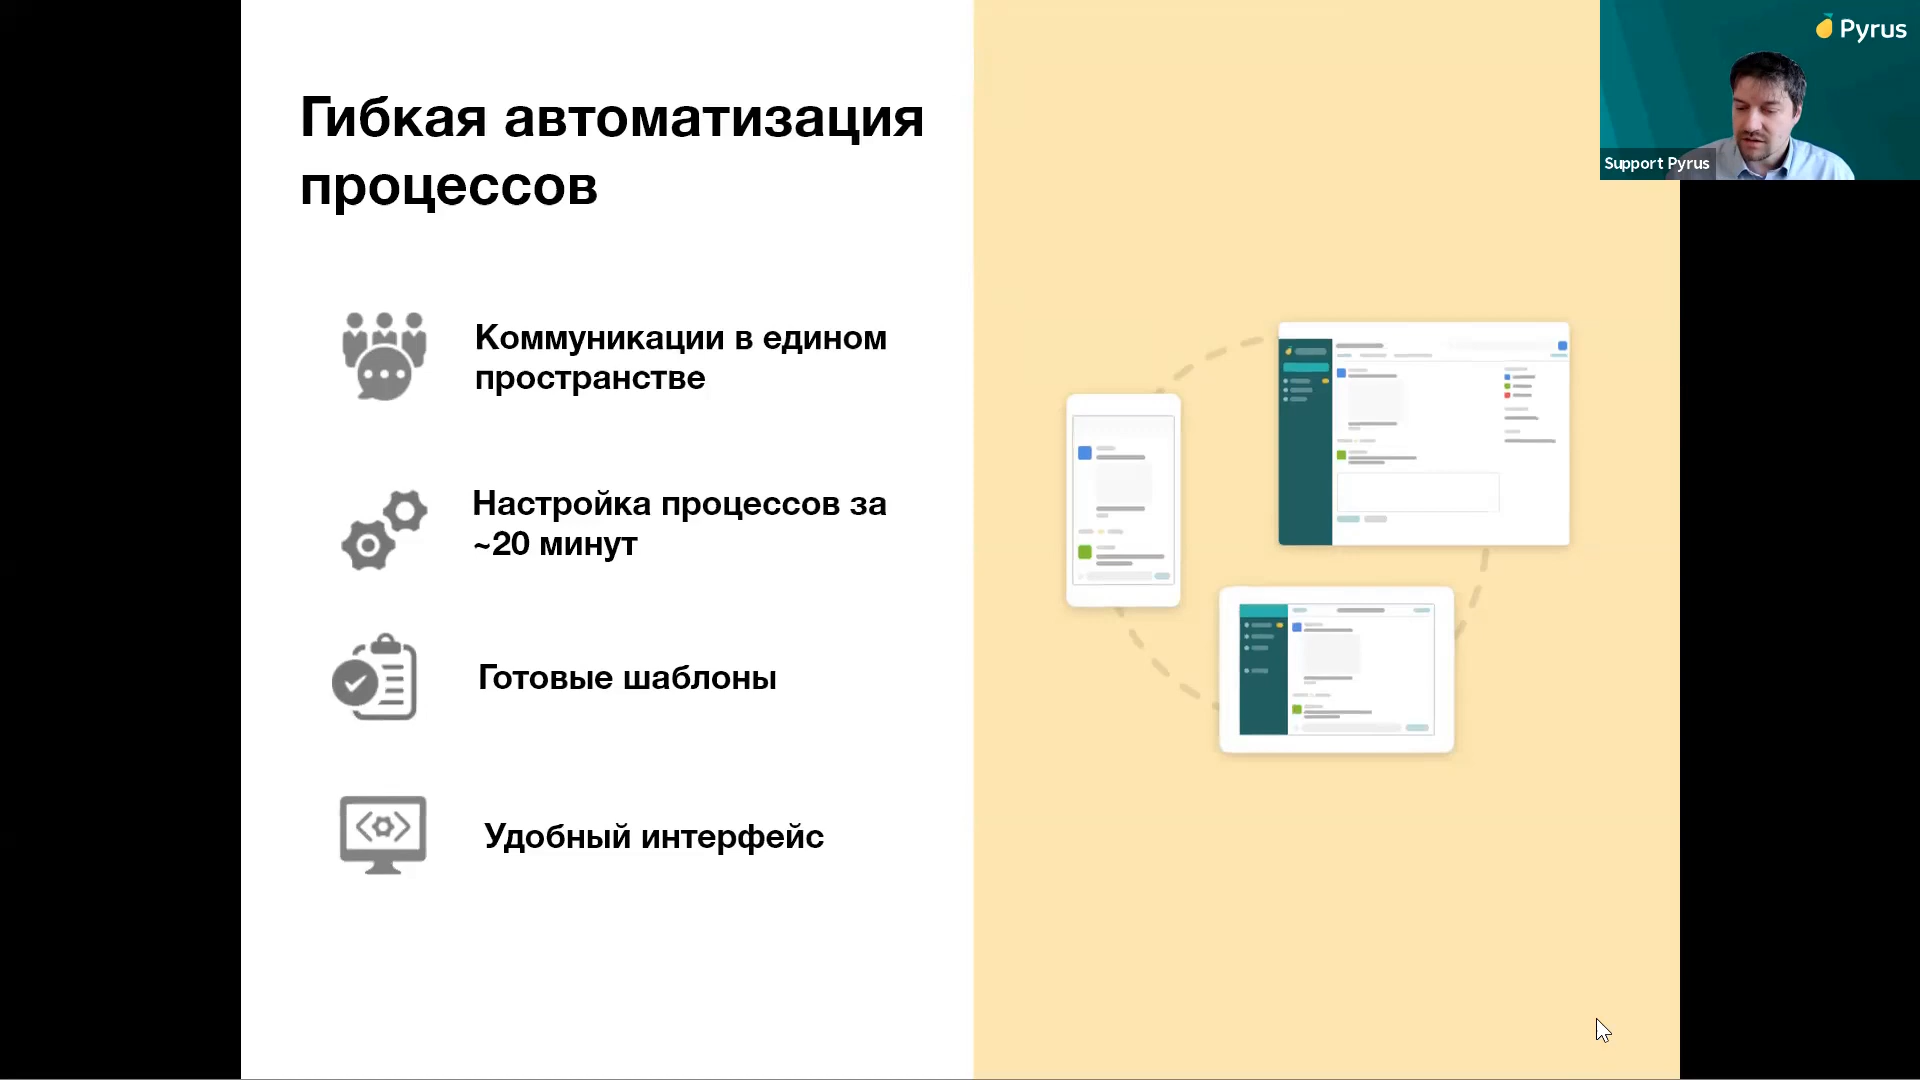 Pyrus
Support Pyrus
Гибкая автоматизация
процессов
Коммуникации в едином
пространстве
Настройка процессов за
~20 минут
Готовые шаблоны
Удобный интерфейс